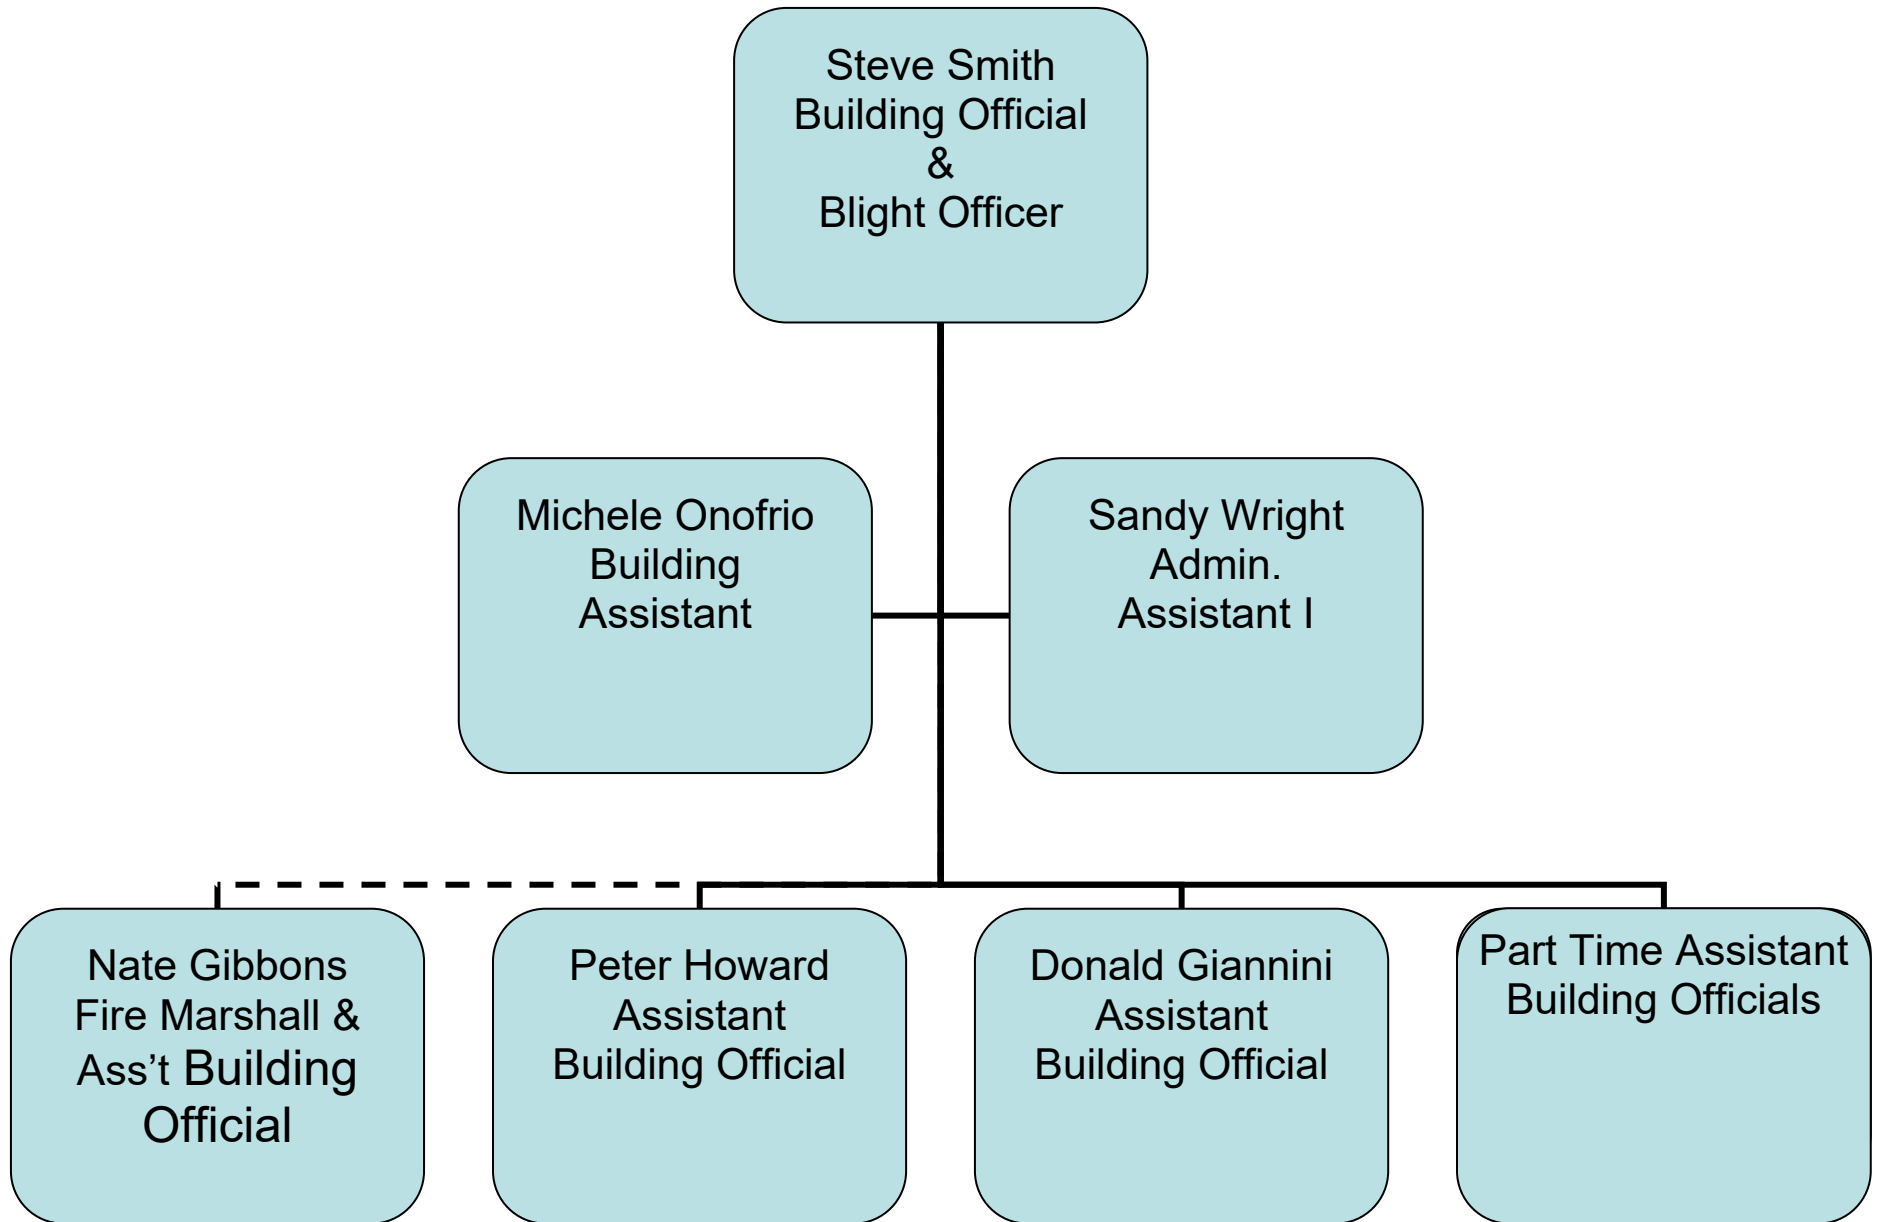 Steve Smith
Building Official
&
Blight Officer
Michele Onofrio
Building
Assistant
Sandy Wright
Admin.
Assistant I
Nate Gibbons
Fire Marshall &
Ass’t Building
Official
Peter Howard
Assistant
Building Official
Donald Giannini
Assistant
Building Official
Part Time Assistant
Building Officials